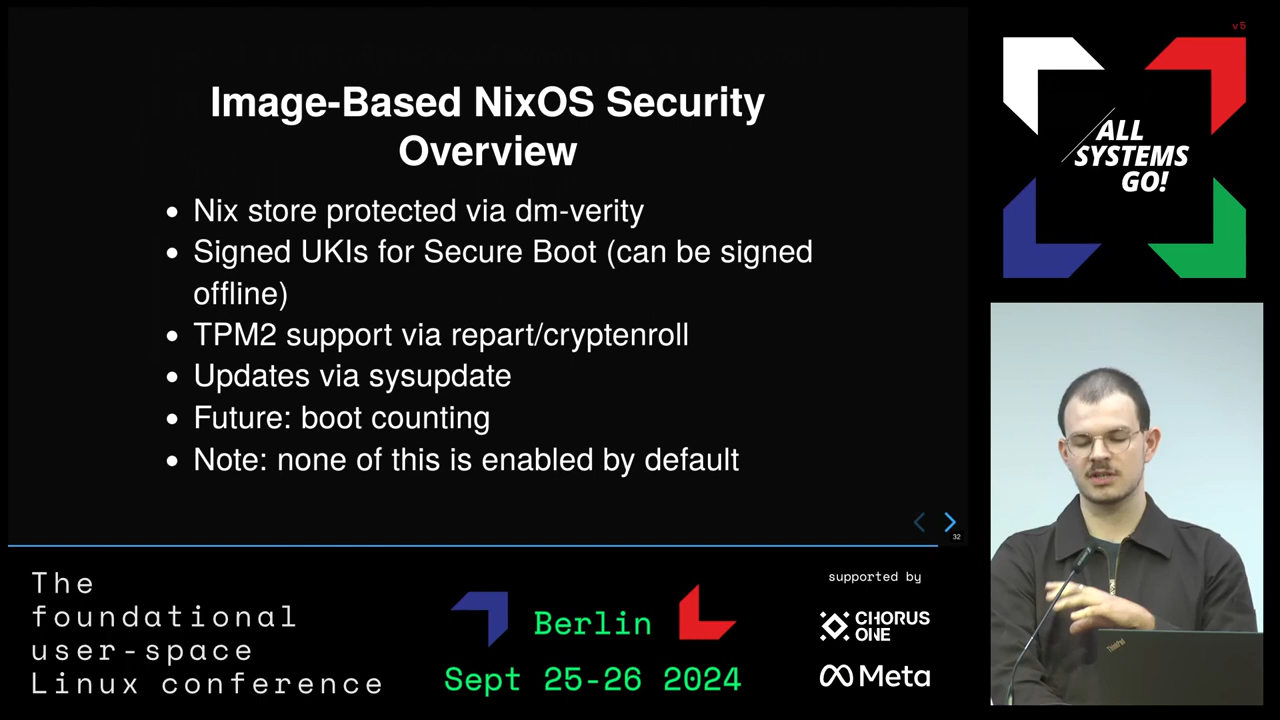 Image-Based NixOS Security
Overview
• Nix store protected via dm-verity
• Signed UKIs for Secure Boot (can be signed
offline)
• TPM2 support via repart/cryptenroll
• Updates via sysupdate
• Future: boot counting
• Note: none of this is enabled by default
32
v5
ALL
SYSTEMS
GO!
ThinkPad
The
foundational
user-space
Linux conference
Berlin
Sept 25-26 2024
supported by
CHORUS
ONE
Meta